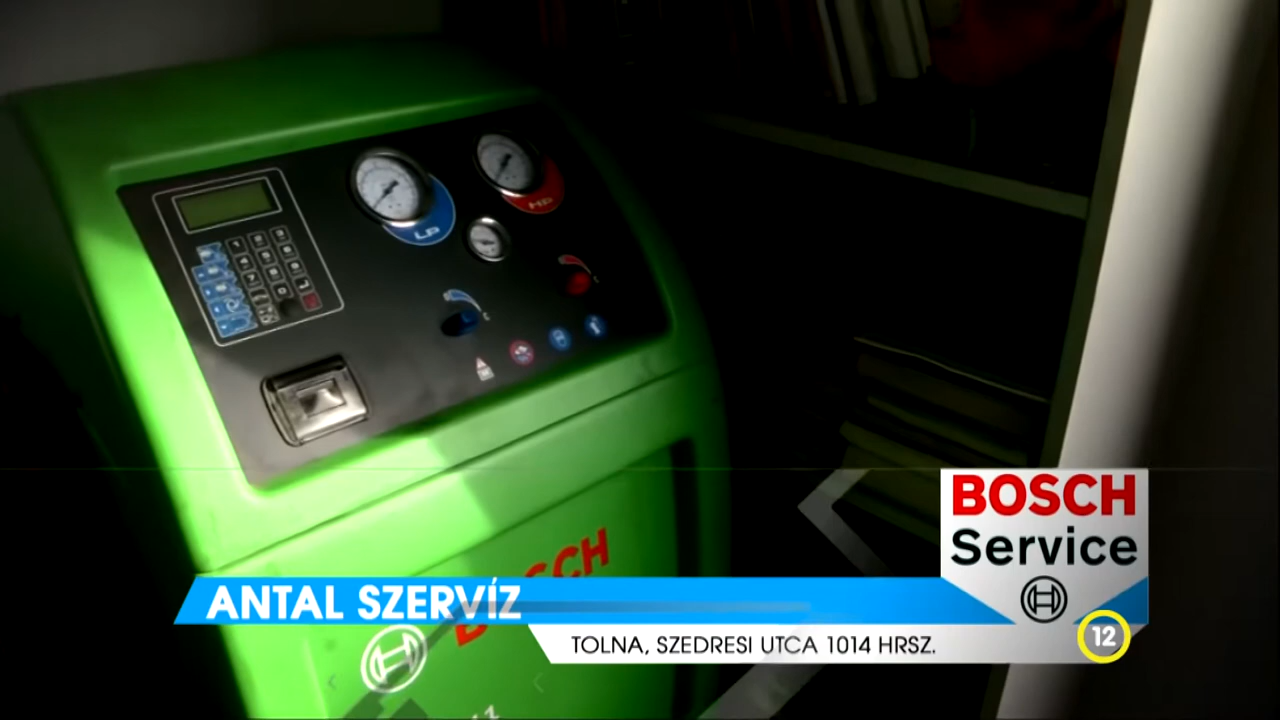 LP
HP
BOSCH
BOSCH
Service
ANTAL SZERVÍZ
TOLNA, SZEDRESI UTCA 1014 HRSZ.
12